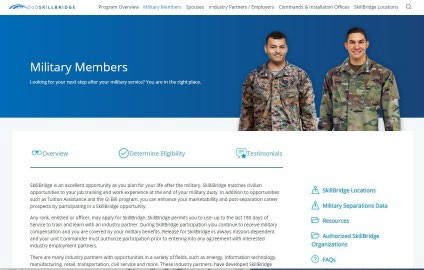 DOD SKILLBRIDGE
Program Overview Military Members Spouses Industry Partners / Employers Commands & Installation Offices SkillBridge Locations
Military Members
Looking for your next step after your military service? You are in the right place.
Overview Determine Eligibility Testimonials
SkillBridge is an excellent opportunity as you plan for your life after the military. SkillBridge matches civilian
opportunities to your job training and work experience at the end of your military duty. In addition to opportunities
such as Tuition Assistance and the GI Bill program, you can enhance your marketability and post-separation career
prospects by participating in a SkillBridge opportunity.
Any rank, enlisted or officer, may apply for SkillBridge. SkillBridge permits you to use up to the last 180 days of
Service to train and learn with an industry partner. During SkillBridge participation you continue to receive military
compensation and you are covered by your military benefits. Release for SkillBridge is always mission-dependent
and your unit Commander must authorize participation prior to entering into any agreement with interested
industry employment partners.
There are many industry partners with opportunities in a variety of fields, such as energy, information technology,
manufacturing, retail, transportation, civil service and more. These industry partners have developed SkillBridge
SkillBridge Locations
Military Separations Data
Resources
Authorized SkillBridge
Organizations
FAQs